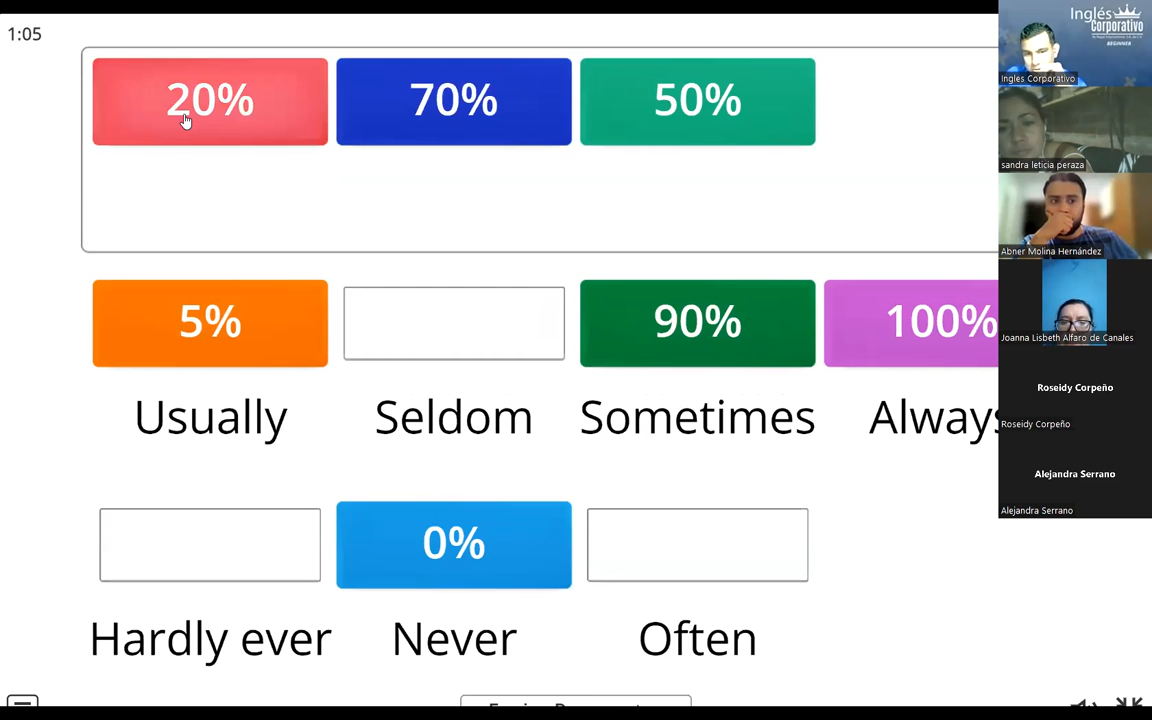 1:05
20%
70%
50%
5%
90%
100%
Usually
Seldom
Sometimes
Always
0%
Hardly ever
Never
Often
Inglés
Corporativo
BEGINNER
Ingles Corporativo
sandra leticia peraza
Abner Molina Hernández
Joanna Lisbeth Alfaro de Canales
Roseidy Corpeño
Roseidy Corpeño
Alejandra Serrano
Alejandra Serrano